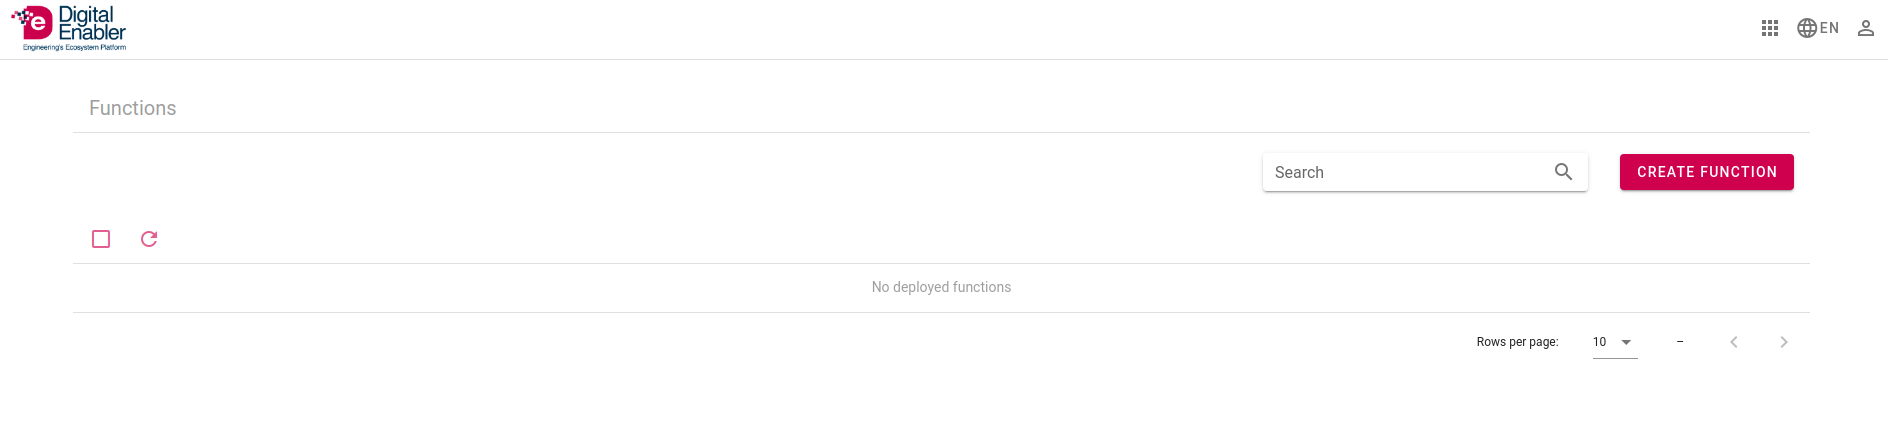 Digital
Enabler
Engineering's Ecosystem Platform
EN
Functions
Search
CREATE FUNCTION
No deployed functions
Rows per page: 10 –